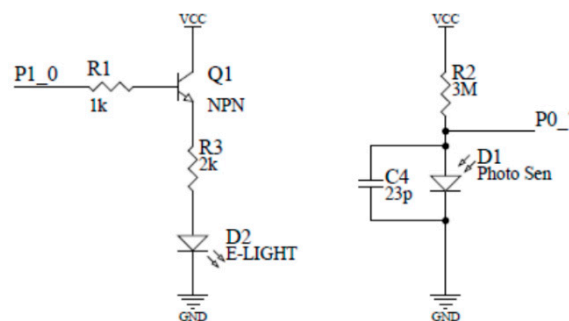 VCC
P1_0
R1
1k
Q1
NPN
R3
2k
D2
E-LIGHT
GND
VCC
R2
3M
P0_
C4
23p
D1
Photo Sen
GND